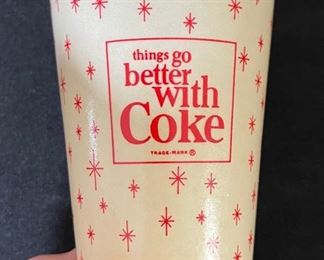 things go
better
with
Coke
TRADE-MARK ®